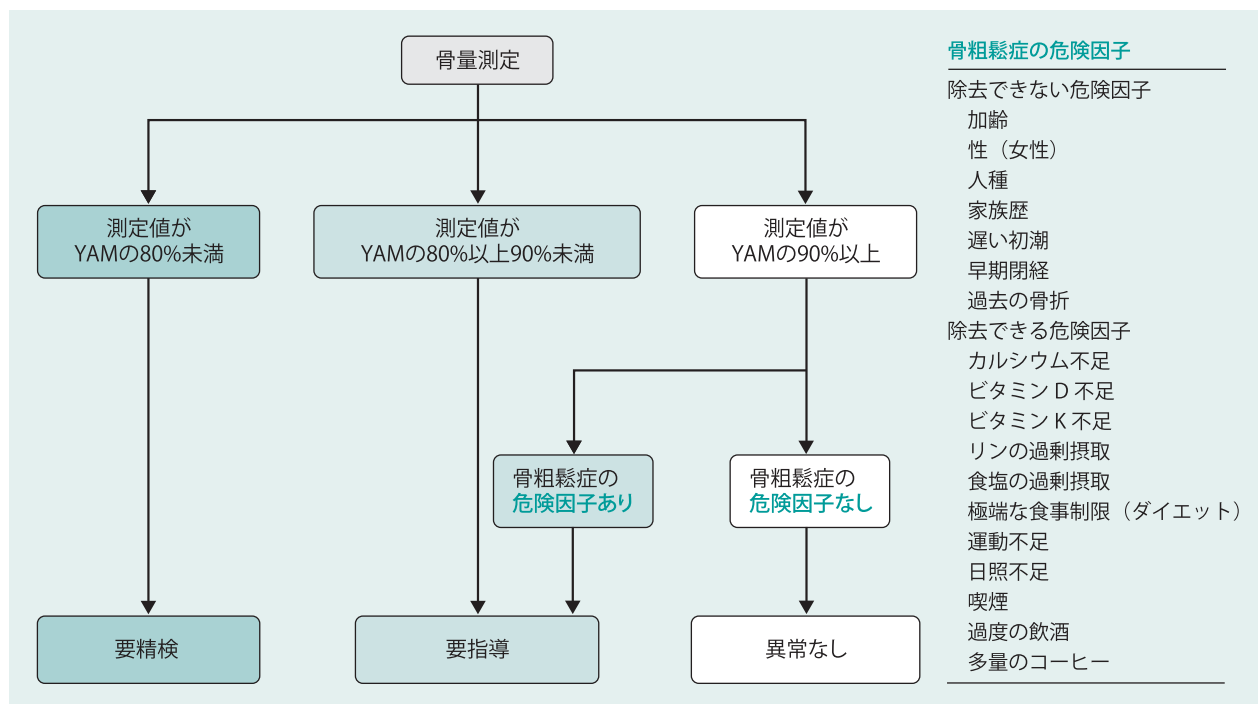 骨量測定
測定値が
YAMの80%未満
測定値が
YAMの80%以上90%未満
測定値が
YAMの90%以上
骨粗鬆症の
危険因子あり
骨粗鬆症の
危険因子なし
要精検
要指導
異常なし
骨粗鬆症の危険因子
除去できない危険因子
加齢
性（女性）
人種
家族歴
遅い初潮
早期閉経
過去の骨折
除去できる危険因子
カルシウム不足
ビタミン D 不足
ビタミン K 不足
リンの過剰摂取
食塩の過剰摂取
極端な食事制限（ダイエット）
運動不足
日照不足
喫煙
過度の飲酒
多量のコーヒー